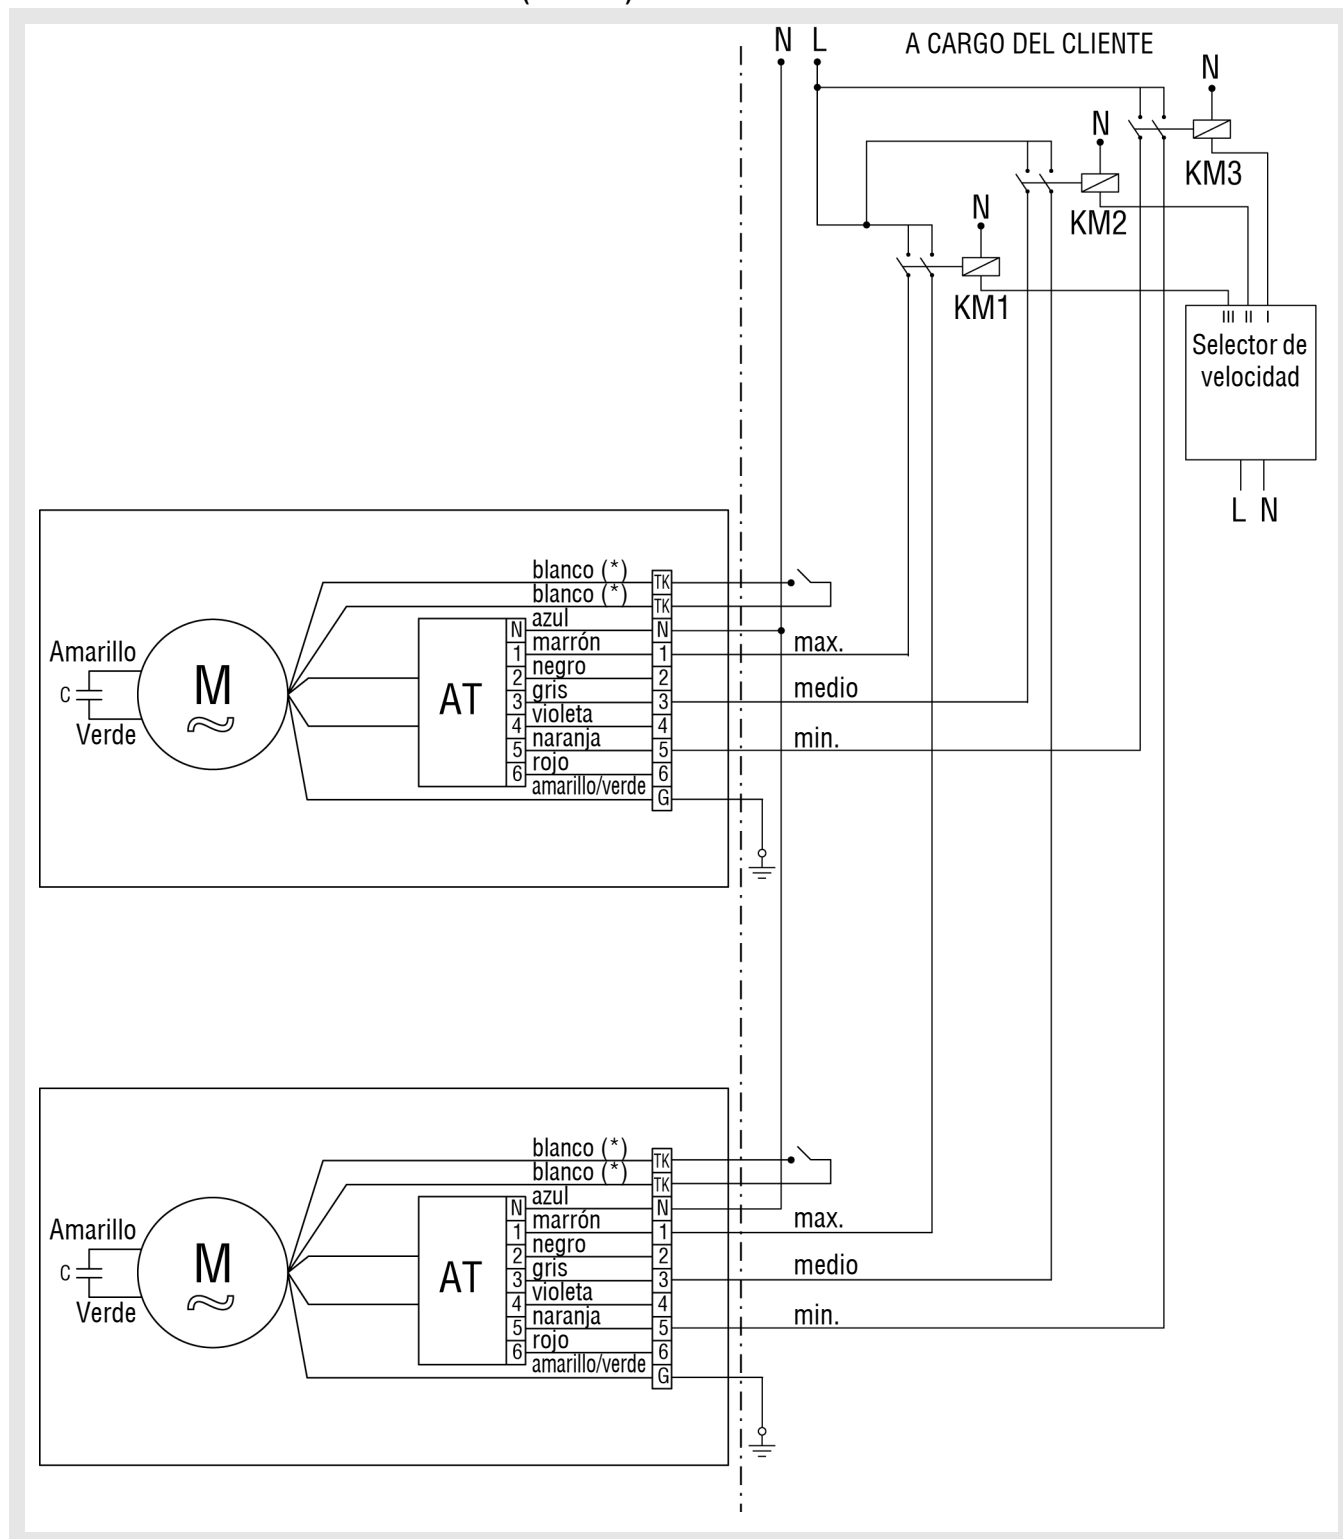 N L A CARGO DEL CLIENTE
N
KM3
N
KM2
N
KM1
III II I
Selector de
velocidad
L N
blanco (*) TK
blanco (*) TK
N azul N
1 marrón 1 max.
2 negro 2
3 gris 3 medio
4 violeta 4
5 naranja 5 min.
6 rojo 6
amarillo/verde G
Amarillo
C
Verde
M
AT
blanco (*) TK
blanco (*) TK
N azul N
1 marrón 1 max.
2 negro 2
3 gris 3 medio
4 violeta 4
5 naranja 5 min.
6 rojo 6
amarillo/verde G
Amarillo
C
Verde
M
AT